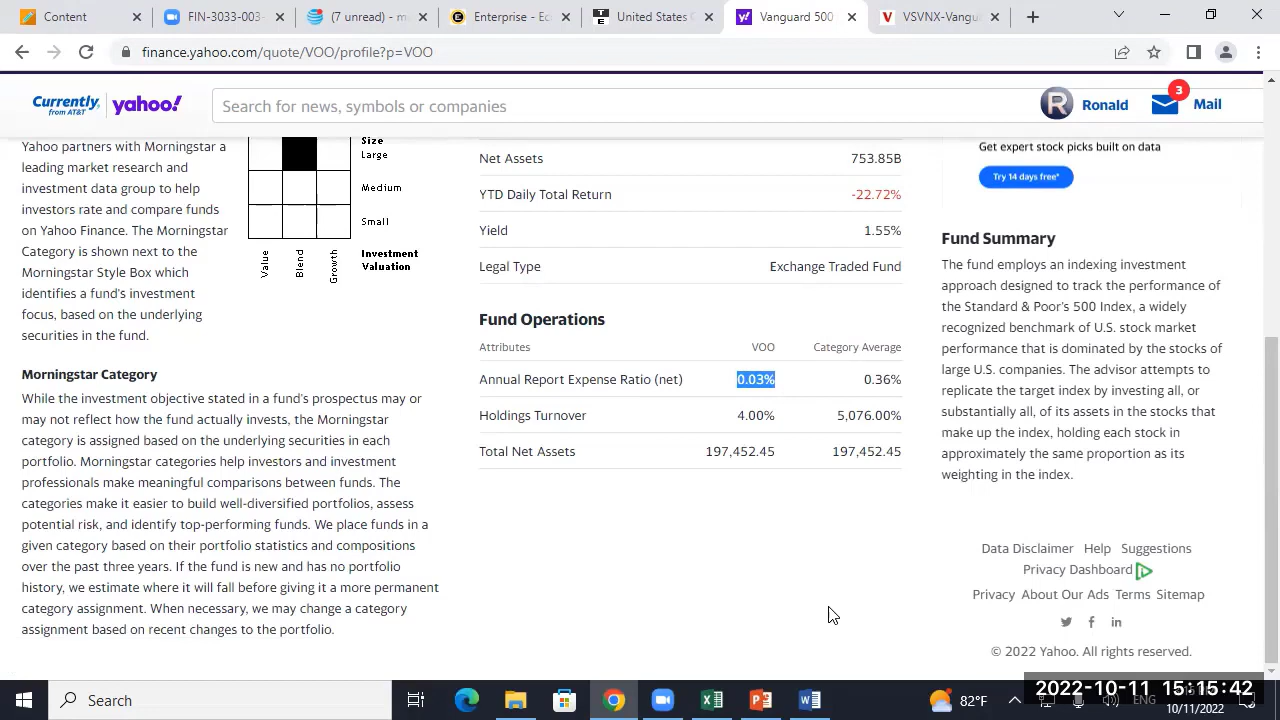 Content
FIN-3033-003-
(7 unread) - m
Enterprise - Ec
United States
Vanguard 500
VSVNX-Vangu
finance.yahoo.com/quote/VOO/profile?p=VOO
Currently, from AT&T
yahoo!
Search for news, symbols or companies
R
Ronald
3
Mail
Yahoo partners with Morningstar a
leading market research and
investment data group to help
investors rate and compare funds
on Yahoo Finance. The Morningstar
Category is shown next to the
Morningstar Style Box which
identifies a fund's investment
focus, based on the underlying
securities in the fund.
Size
Large
Medium
Small
Value
Blend
Growth
Investment
Valuation
Morningstar Category
While the investment objective stated in a fund's prospectus may or
may not reflect how the fund actually invests, the Morningstar
category is assigned based on the underlying securities in each
portfolio. Morningstar categories help investors and investment
professionals make meaningful comparisons between funds. The
categories make it easier to build well-diversified portfolios, assess
potential risk, and identify top-performing funds. We place funds in a
given category based on their portfolio statistics and compositions
over the past three years. If the fund is new and has no portfolio
history, we estimate where it will fall before giving it a more permanent
category assignment. When necessary, we may change a category
assignment based on recent changes to the portfolio.
Net Assets 753.85B
YTD Daily Total Return -22.72%
Yield 1.55%
Legal Type Exchange Traded Fund
Fund Operations
Attributes VOO Category Average
Annual Report Expense Ratio (net) 0.03% 0.36%
Holdings Turnover 4.00% 5,076.00%
Total Net Assets 197,452.45 197,452.45
Get expert stock picks built on data
Try 14 days free*
Fund Summary
The fund employs an indexing investment
approach designed to track the performance of
the Standard & Poor's 500 Index, a widely
recognized benchmark of U.S. stock market
performance that is dominated by the stocks of
large U.S. companies. The advisor attempts to
replicate the target index by investing all, or
substantially all, of its assets in the stocks that
make up the index, holding each stock in
approximately the same proportion as its
weighting in the index.
Data Disclaimer Help Suggestions
Privacy Dashboard
Privacy About Our Ads Terms Sitemap
© 2022 Yahoo. All rights reserved.
Search
82°F
ENG
2022-10-11 15:15:42
10/11/2022